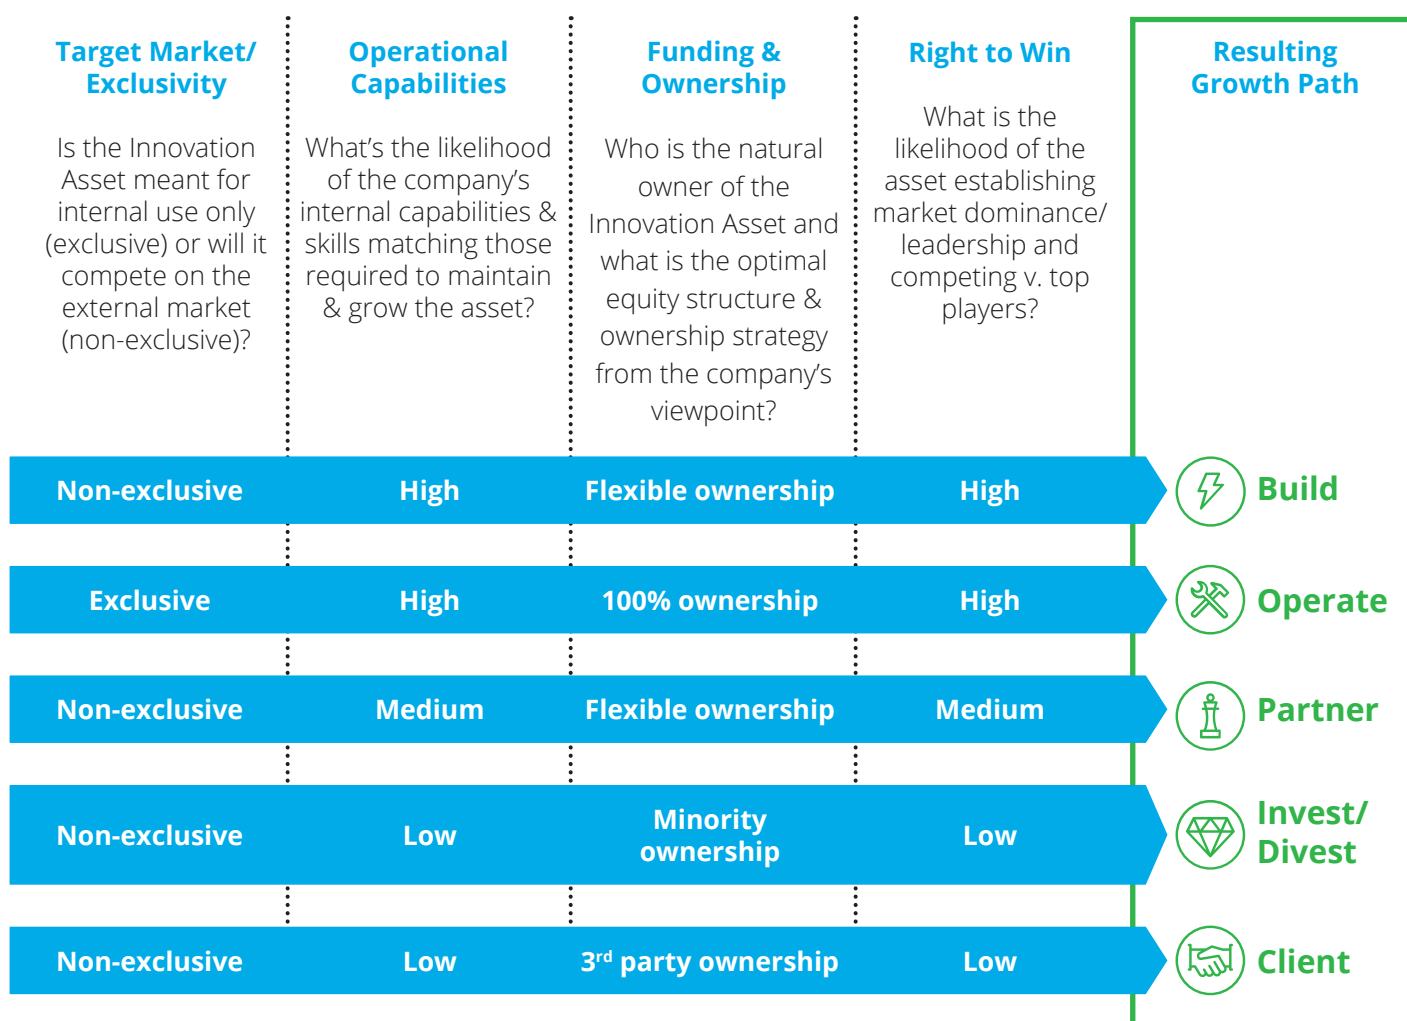 Target Market/
Exclusivity
Is the Innovation
Asset meant for
internal use only
(exclusive) or will it
compete on the
external market
(non-exclusive)?
Operational
Capabilities
What’s the likelihood
of the company’s
internal capabilities &
skills matching those
required to maintain
& grow the asset?
Funding &
Ownership
Who is the natural
owner of the
Innovation Asset and
what is the optimal
equity structure &
ownership strategy
from the company’s
viewpoint?
Right to Win
What is the
likelihood of the
asset establishing
market dominance/
leadership and
competing v. top
players?
Resulting
Growth Path
Non-exclusive High Flexible ownership High Build
Exclusive High 100% ownership High Operate
Non-exclusive Medium Flexible ownership Medium Partner
Non-exclusive Low Minority
ownership Low Invest/
Divest
Non-exclusive Low 3rd party ownership Low Client